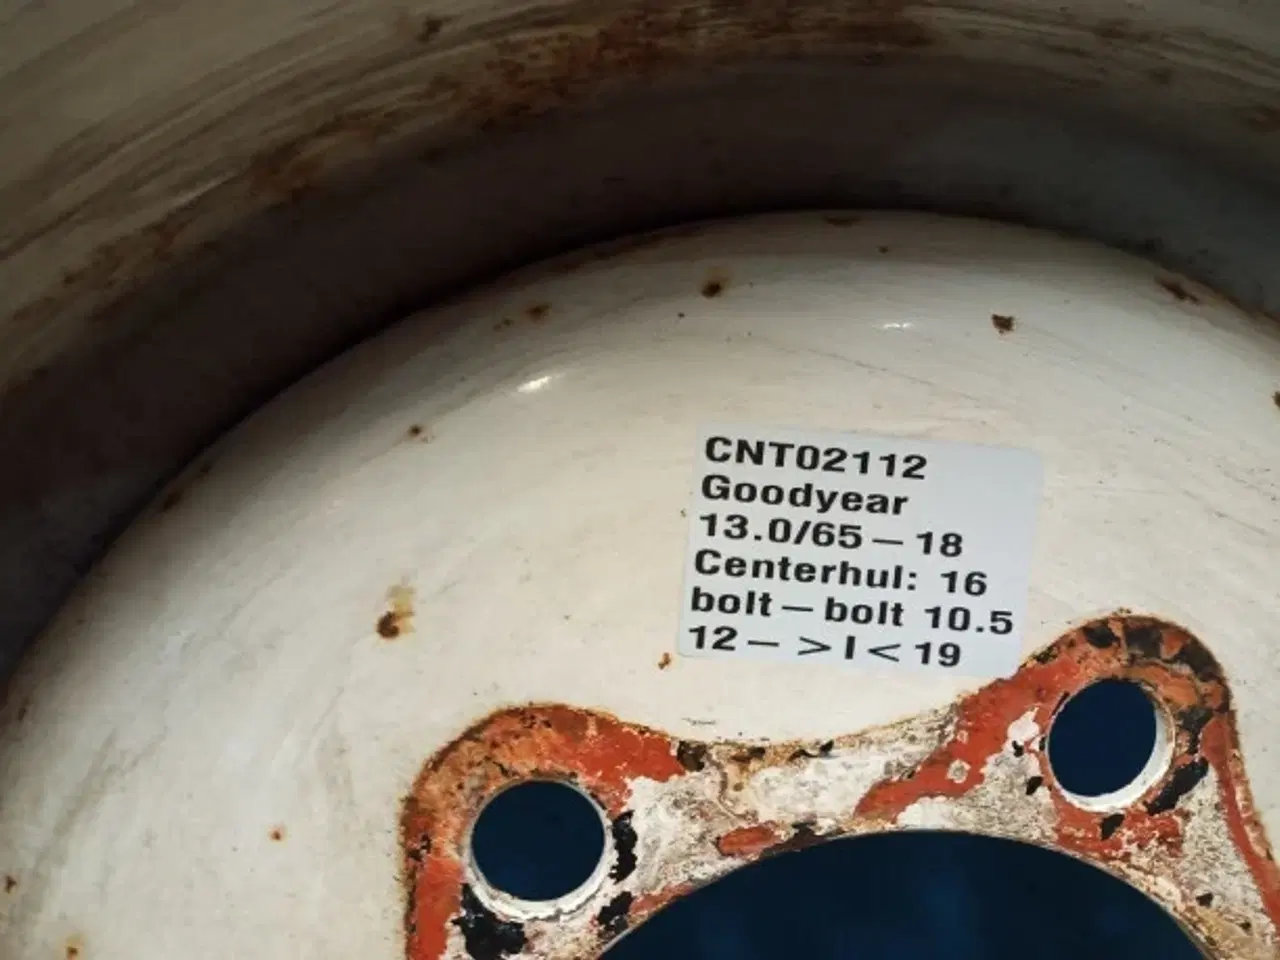 CNT02112
Goodyear
13.0/65 – 18
Centerhul: 16
bolt – bolt 10.5
12 – > I < 19